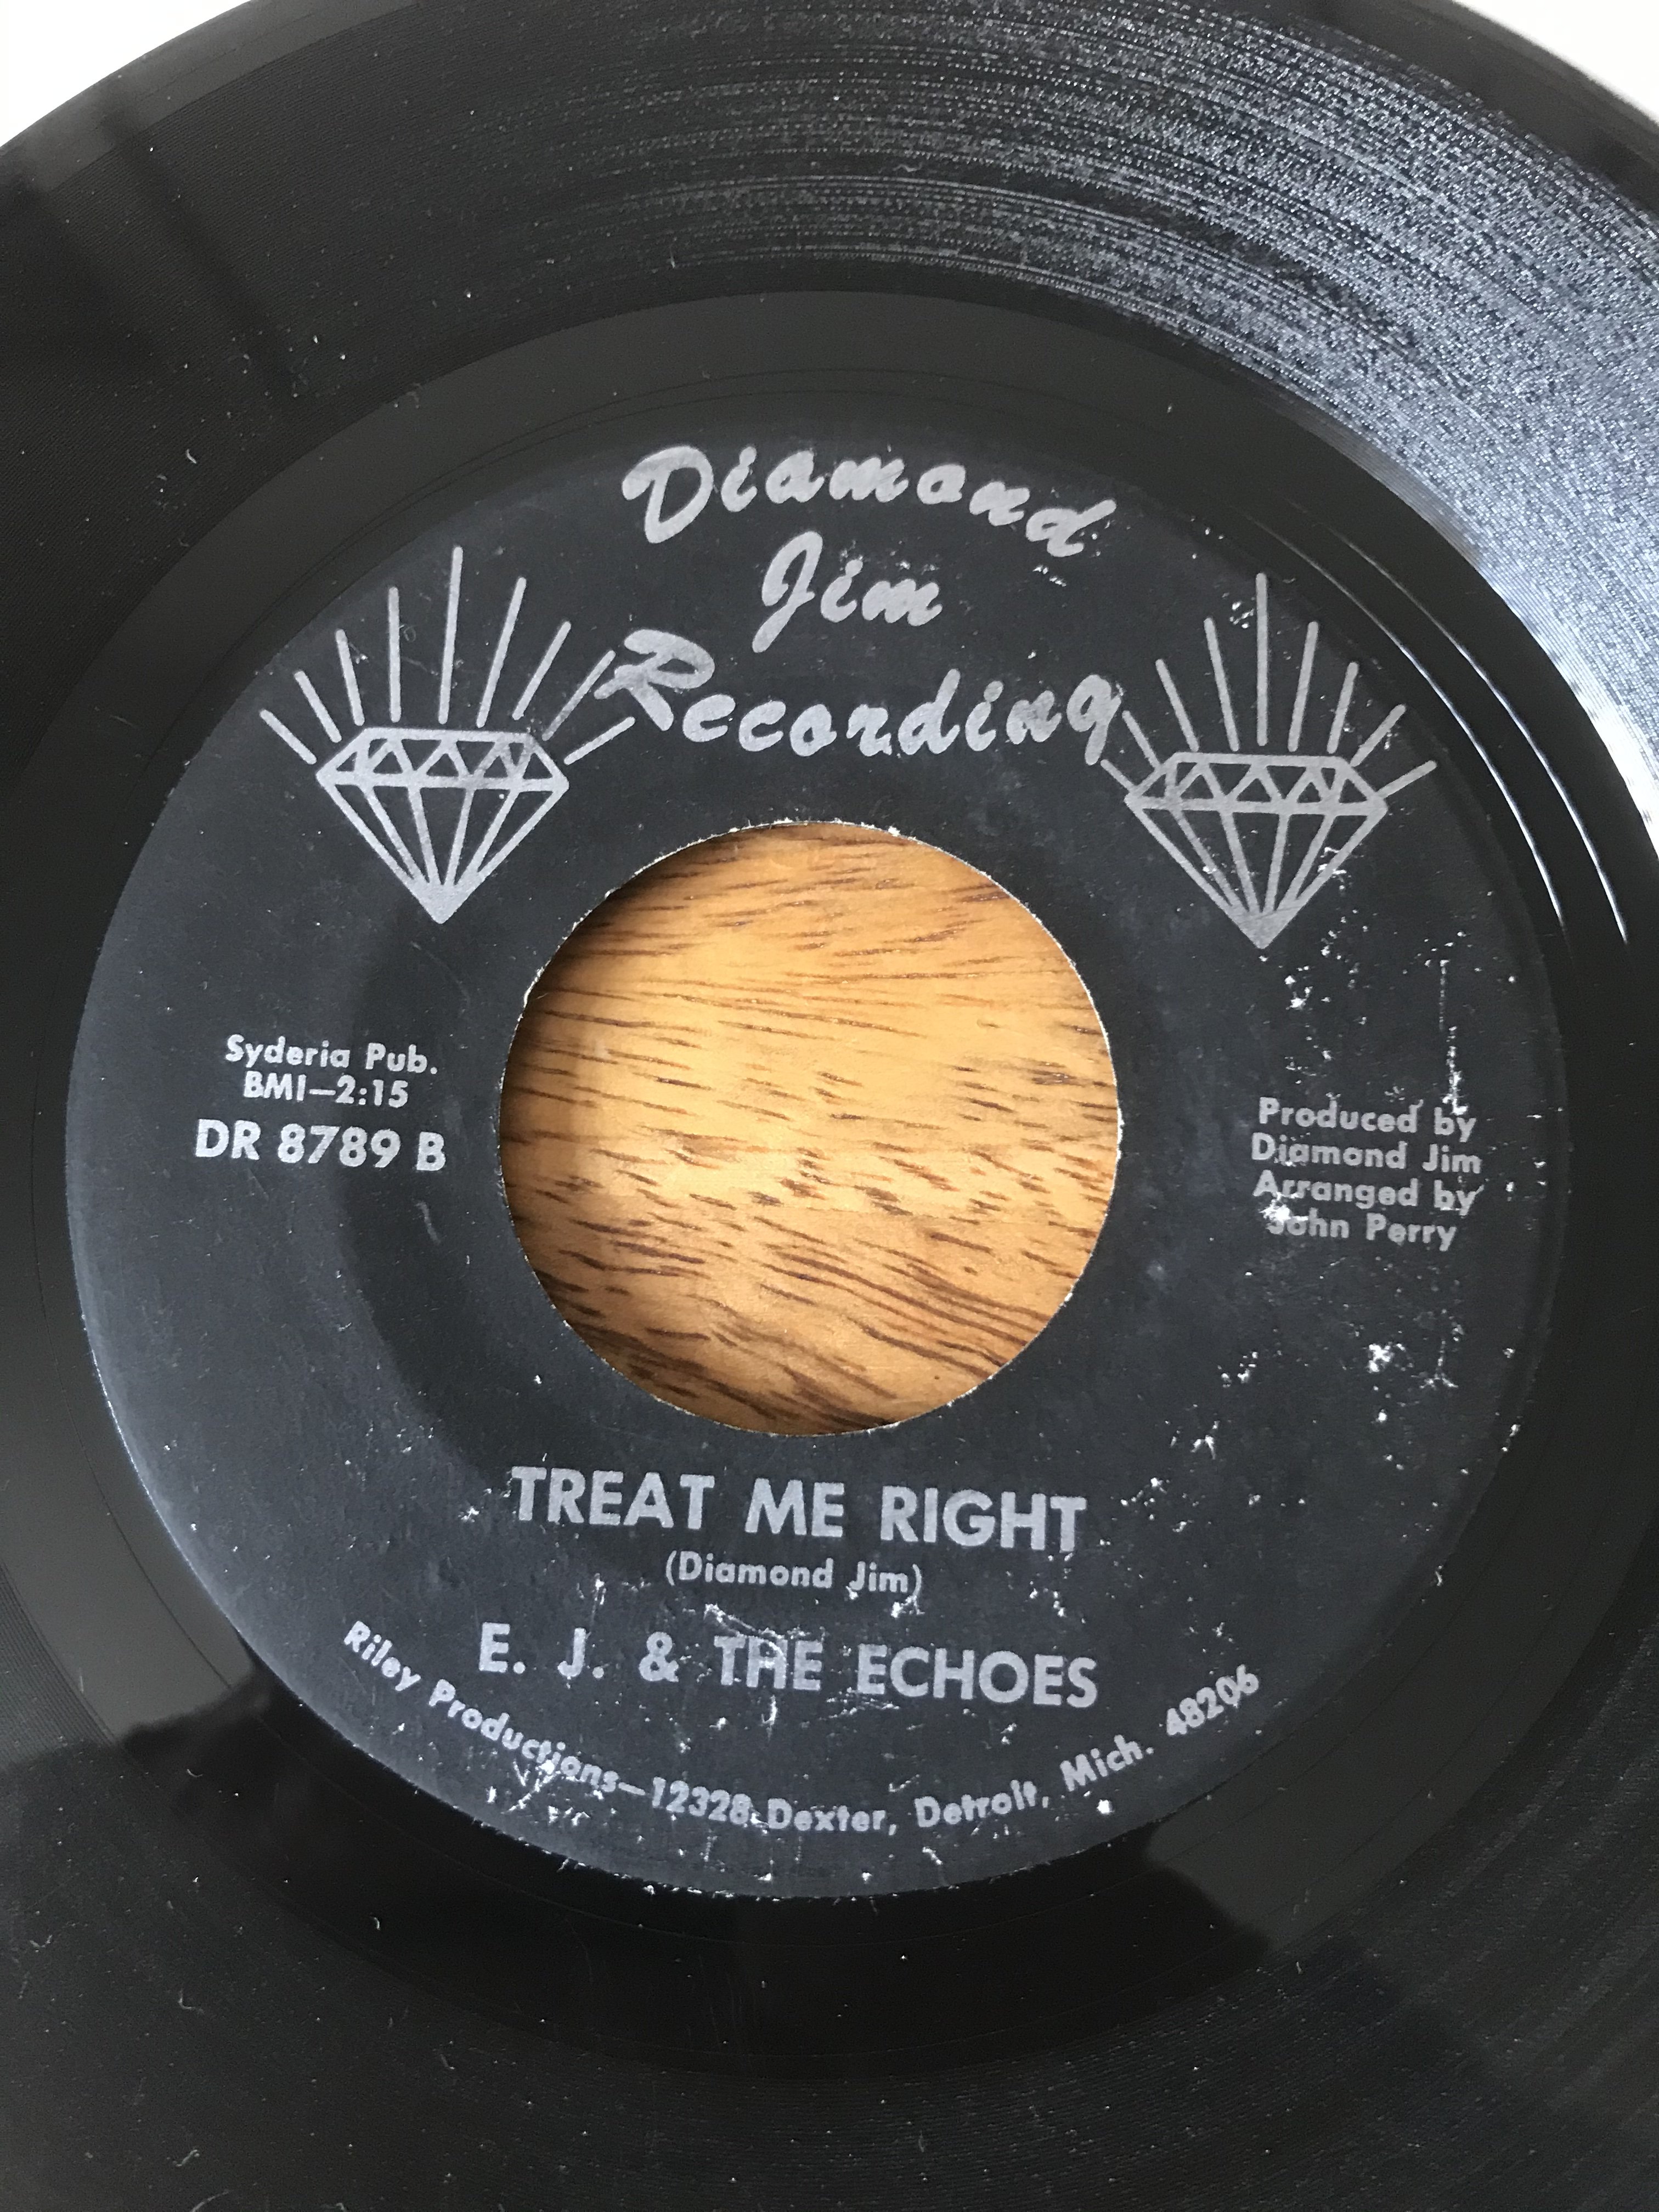 Diamond
Jim
Recording
Syderia Pub.
BMI—2:15
DR 8789 B
Produced by
Diamond Jim
Arranged by
John Perry
TREAT ME RIGHT
(Diamond Jim)
E. J. & THE ECHOES
Riley Productions—12328 Dexter, Detroit, Mich. 48206